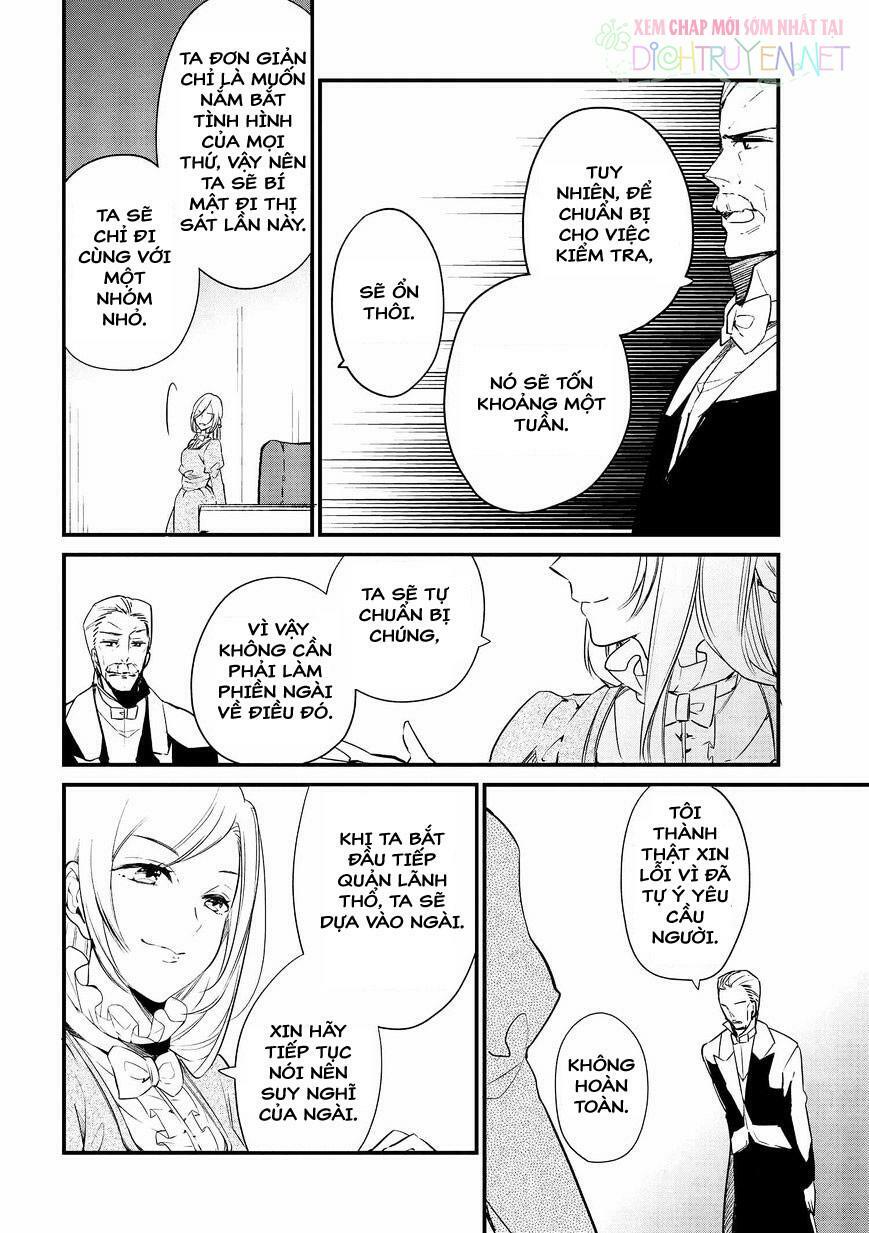 XEM CHAP MỚI SỚM NHẤT TẠI
DICHTRUYEN.NET
TUY
NHIÊN, ĐỂ
CHUẨN BỊ
CHO VIỆC
KIỂM TRA,
NÓ SẼ TỐN
KHOẢNG MỘT
TUẦN.
SẼ ỔN
THÔI.
TA ĐƠN GIẢN
CHỈ LÀ MUỐN
NẮM BẮT
TÌNH HÌNH
CỦA MỌI
THỨ, VẬY NÊN
TA SẼ BÍ
MẬT ĐI THỊ
SÁT LẦN NÀY.
TA SẼ
CHỈ ĐI
CÙNG VỚI
MỘT
NHÓM
NHỎ.
TA SẼ TỰ
CHUẨN BỊ
CHÚNG,
VÌ VẬY
KHÔNG CẦN
PHẢI LÀM
PHIỀN NGÀI
VỀ ĐIỀU ĐÓ.
TÔI
THÀNH
THẬT XIN
LỖI VÌ ĐÃ
TỰ Ý YÊU
CẦU
NGƯỜI.
KHÔNG
HOÀN
TOÀN.
KHI TA BẮT
ĐẦU TIẾP
QUẢN LÃNH
THỔ, TA SẼ
DỰA VÀO NGÀI.
XIN HÃY
TIẾP TỤC
NÓI NÊN
SUY NGHĨ
CỦA NGÀI.